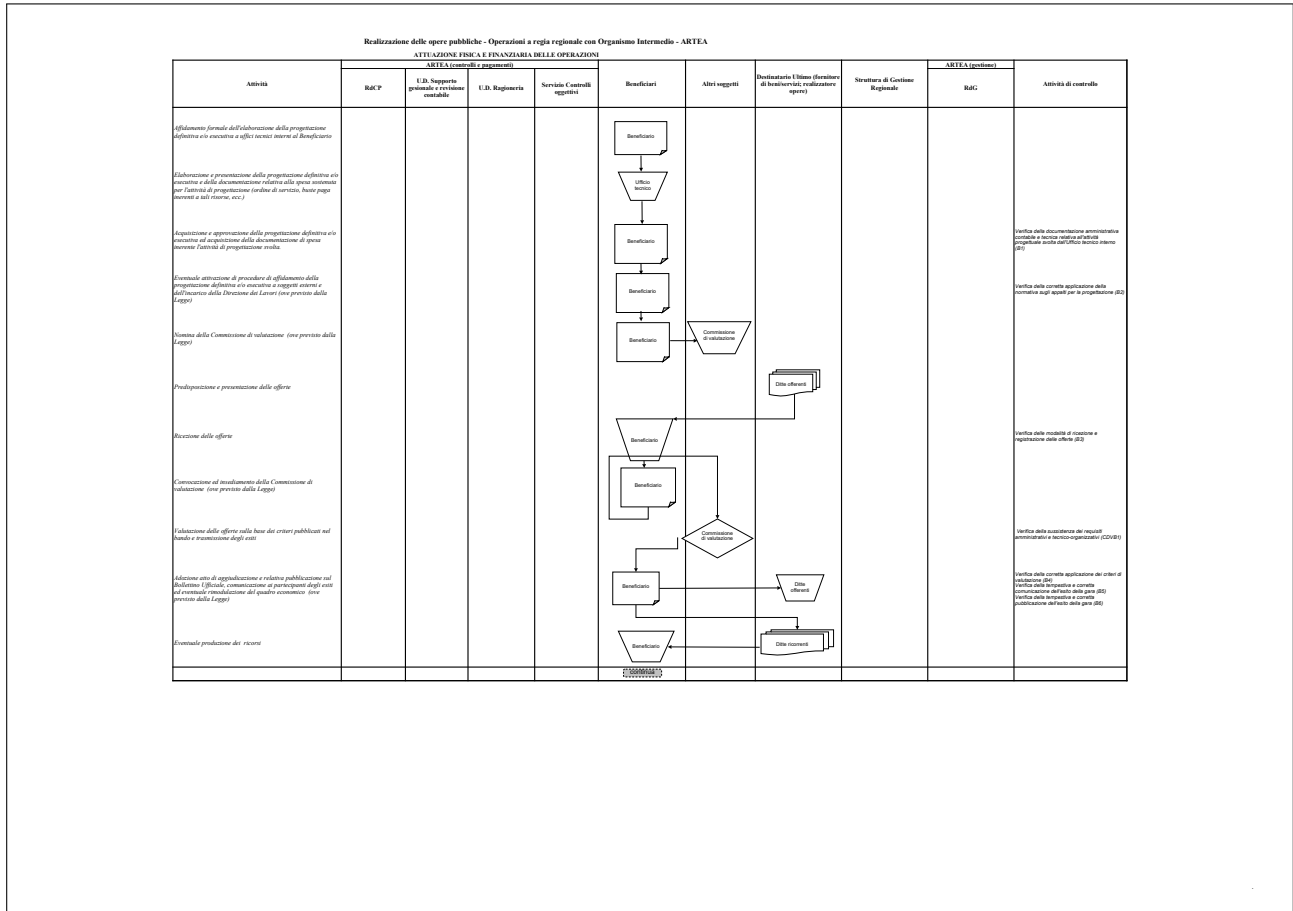 Realizzazione delle opere pubbliche - Operazioni a regia regionale con Organismo Intermedio - ARTEA
ATTUAZIONE FISICA E FINANZIARIA DELLE OPERAZIONI
Attività
ARTEA (controlli e pagamenti)
RdCP
U.D. Supporto
gesionale e revisione
contabile
U.D. Ragioneria
Servizio Controlli
oggettivi
Beneficiari
Altri soggetti
Destinatario Ultimo (fornitore
di beni/servizi; realizzatore
opere)
Struttura di Gestione
Regionale
ARTEA (gestione)
RdG
Attività di controllo
Affidamento formale dell'elaborazione della progettazione
definitiva e/o esecutiva a uffici tecnici interni al Beneficiario
Beneficiario
Elaborazione e presentazione della progettazione definitiva e/o
esecutiva e della documentazione relativa alla spesa sostenuta
per l'attività di progettazione (ordine di servizio, buste paga
inerenti a tali risorse, ecc.)
Ufficio
tecnico
Acquisizione e approvazione della progettazione definitiva e/o
esecutiva ed acquisizione della documentazione di spesa
inerente l'attività di progettazione svolta.
Beneficiario
Verifica della documentazione amministrativa
contabile e tecnica relativa all'attività
progettuale svolta dall'Ufficio tecnico interno
(B1)
Eventuale attivazione di procedure di affidamento della
progettazione definitiva e/o esecutiva a soggetti esterni e
dell'incarico della Direzione dei Lavori (ove previsto dalla
Legge)
Beneficiario
Verifica della corretta applicazione della
normativa sugli appalti per la progettazione (B2)
Nomina della Commissione di valutazione (ove previsto dalla
Legge)
Beneficiario
Commissione
di valutazione
Predisposizione e presentazione delle offerte
Ditte offerenti
Ricezione delle offerte
Beneficiario
Verifica delle modalità di ricezione e
registrazione delle offerte (B3)
Convocazione ed insediamento della Commissione di
valutazione (ove previsto dalla Legge)
Beneficiario
Valutazione delle offerte sulla base dei criteri pubblicati nel
bando e trasmissione degli esiti
Commissione
di valutazione
Verifica della sussistenza dei requisiti
amministrativi e tecnico-organizzativi (CDV/B1)
Adozione atto di aggiudicazione e relativa pubblicazione sul
Bollettino Ufficiale, comunicazione ai partecipanti degli esiti
ed eventuale rimodulazione del quadro economico (ove
previsto dalla Legge)
Beneficiario
Ditte
offerenti
Verifica della corretta applicazione dei criteri di
valutazione (B4)
Verifica della tempestiva e corretta
comunicazione dell'esito della gara (B5)
Verifica della tempestiva e corretta
pubblicazione dell'esito della gara (B6)
Eventuale produzione dei ricorsi
Beneficiario
Ditte ricorrenti
continua